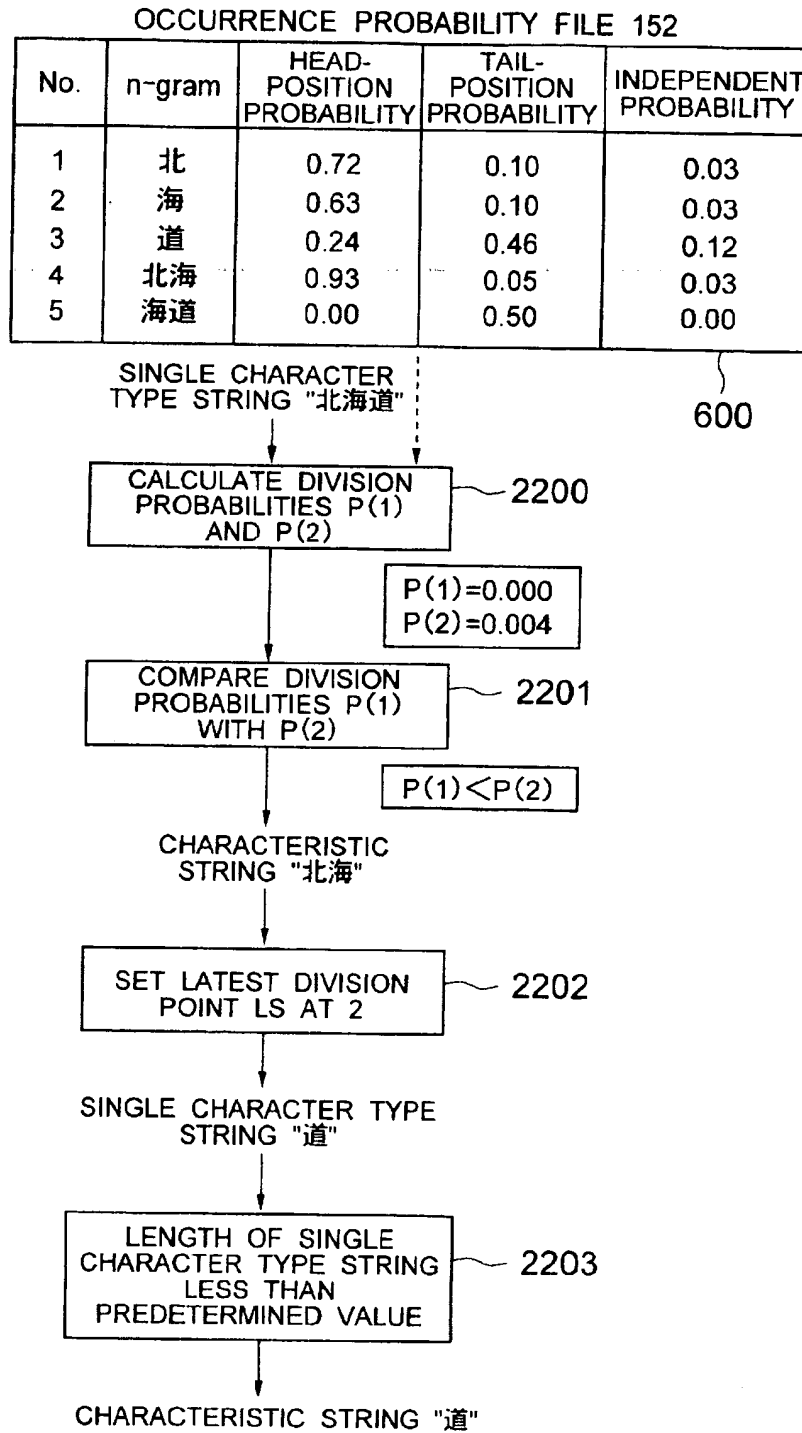 OCCURRENCE PROBABILITY FILE 152
No. n-gram HEAD-POSITION PROBABILITY TAIL-POSITION PROBABILITY INDEPENDENT PROBABILITY
1 北 0.72 0.10 0.03
2 海 0.63 0.10 0.03
3 道 0.24 0.46 0.12
4 北海 0.93 0.05 0.03
5 海道 0.00 0.50 0.00
600
SINGLE CHARACTER
TYPE STRING "北海道"
CALCULATE DIVISION
PROBABILITIES P(1)
AND P(2)
2200
P(1)=0.000
P(2)=0.004
COMPARE DIVISION
PROBABILITIES P(1)
WITH P(2)
2201
P(1)<P(2)
CHARACTERISTIC
STRING "北海"
SET LATEST DIVISION
POINT LS AT 2
2202
SINGLE CHARACTER TYPE
STRING "道"
LENGTH OF SINGLE
CHARACTER TYPE STRING
LESS THAN
PREDETERMINED VALUE
2203
CHARACTERISTIC STRING "道"